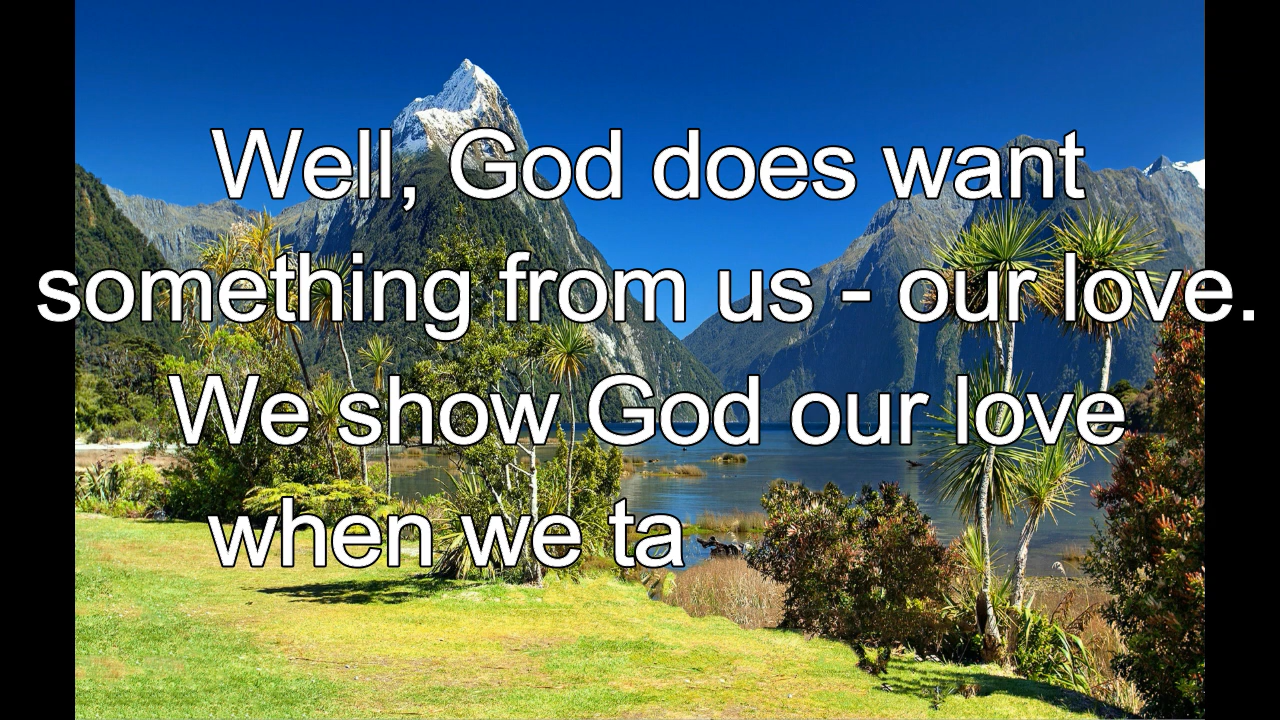 Well, God does want
something from us - our love.
We show God our love
when we ta